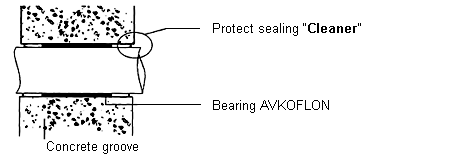 Protect sealing "Cleaner"
Bearing AVKOFLON
Concrete groove